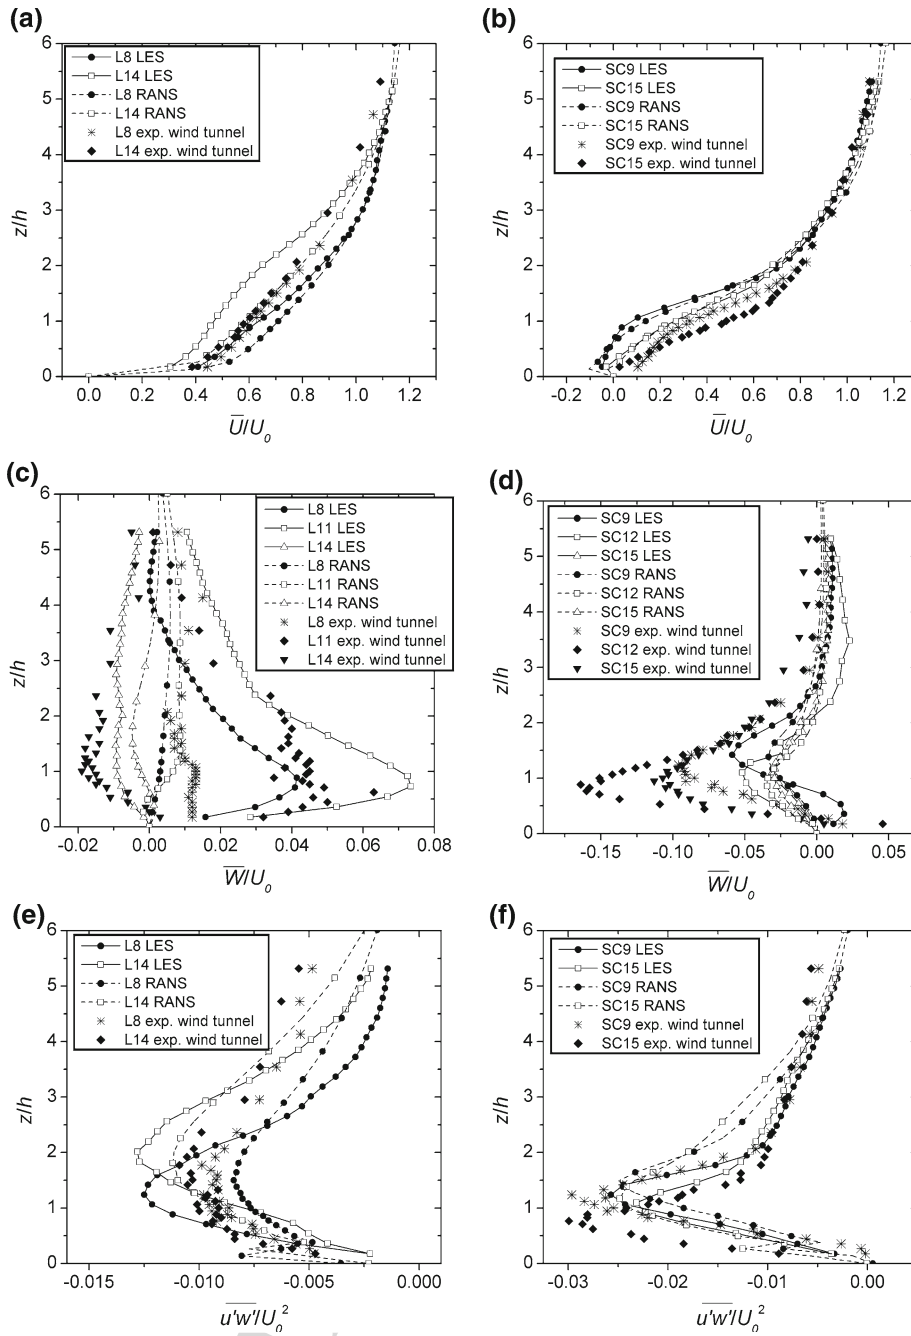 (a)
6
5
4
3
2
1
0
z/h
L8 LES
L14 LES
L8 RANS
L14 RANS
L8 exp. wind tunnel
L14 exp. wind tunnel
0.0 0.2 0.4 0.6 0.8 1.0 1.2
U̅/U₀
(b)
6
5
4
3
2
1
0
z/h
SC9 LES
SC15 LES
SC9 RANS
SC15 RANS
SC9 exp. wind tunnel
SC15 exp. wind tunnel
-0.2 0.0 0.2 0.4 0.6 0.8 1.0 1.2
U̅/U₀
(c)
6
5
4
3
2
1
0
z/h
L8 LES
L11 LES
L14 LES
L8 RANS
L11 RANS
L14 RANS
L8 exp. wind tunnel
L11 exp. wind tunnel
L14 exp. wind tunnel
-0.02 0.00 0.02 0.04 0.06 0.08
W̅/U₀
(d)
6
5
4
3
2
1
0
z/h
SC9 LES
SC12 LES
SC15 LES
SC9 RANS
SC12 RANS
SC15 RANS
SC9 exp. wind tunnel
SC12 exp. wind tunnel
SC15 exp. wind tunnel
-0.15 -0.10 -0.05 0.00 0.05
W̅/U₀
(e)
6
5
4
3
2
1
0
z/h
L8 LES
L14 LES
L8 RANS
L14 RANS
L8 exp. wind tunnel
L14 exp. wind tunnel
-0.015 -0.010 -0.005 0.000
u'w'/U₀²
(f)
6
5
4
3
2
1
0
z/h
SC9 LES
SC15 LES
SC9 RANS
SC15 RANS
SC9 exp. wind tunnel
SC15 exp. wind tunnel
-0.03 -0.02 -0.01 0.00
u'w'/U₀²